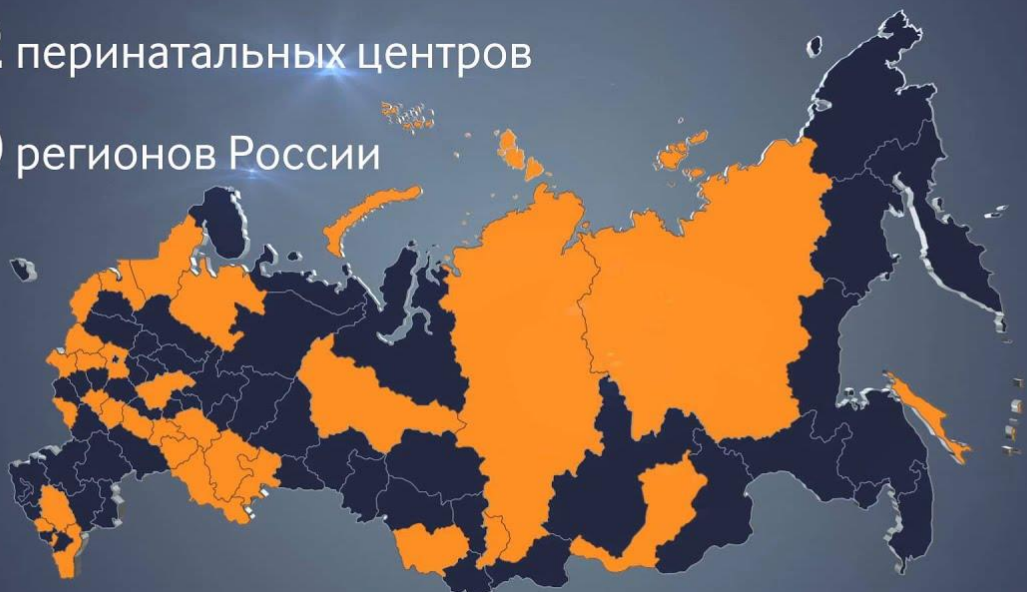 перинатальных центров
регионов России